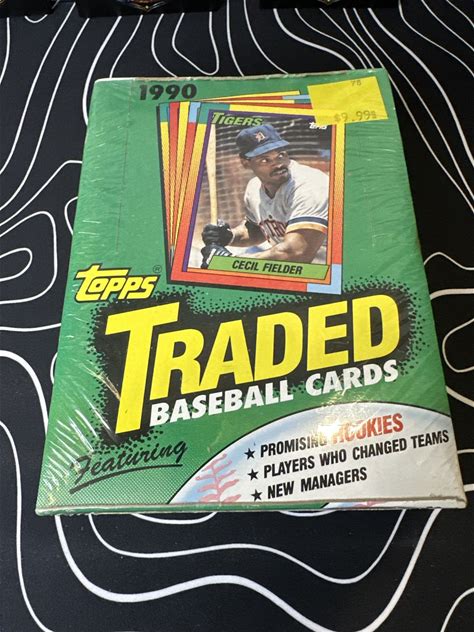 1990
78
$9.99
TIGERS
TOPPS
CECIL FIELDER
topps®
TRADED
BASEBALL CARDS
Featuring
★ PROMISING ROOKIES
★ PLAYERS WHO CHANGED TEAMS
★ NEW MANAGERS